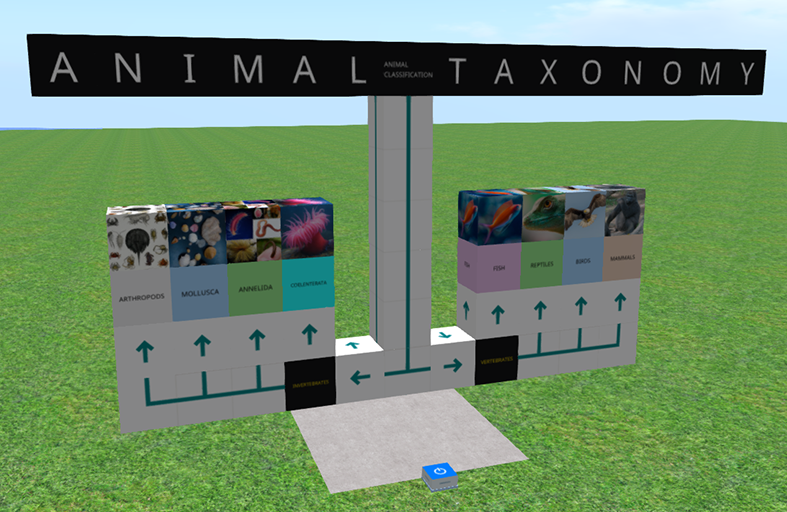 ANIMAL TAXONOMY
ANIMAL
CLASSIFICATION
ARTHROPODS
MOLLUSCA
ANNELIDA
COELENTERATA
FISH
REPTILES
BIRDS
MAMMALS
INVERTEBRATES
VERTEBRATES